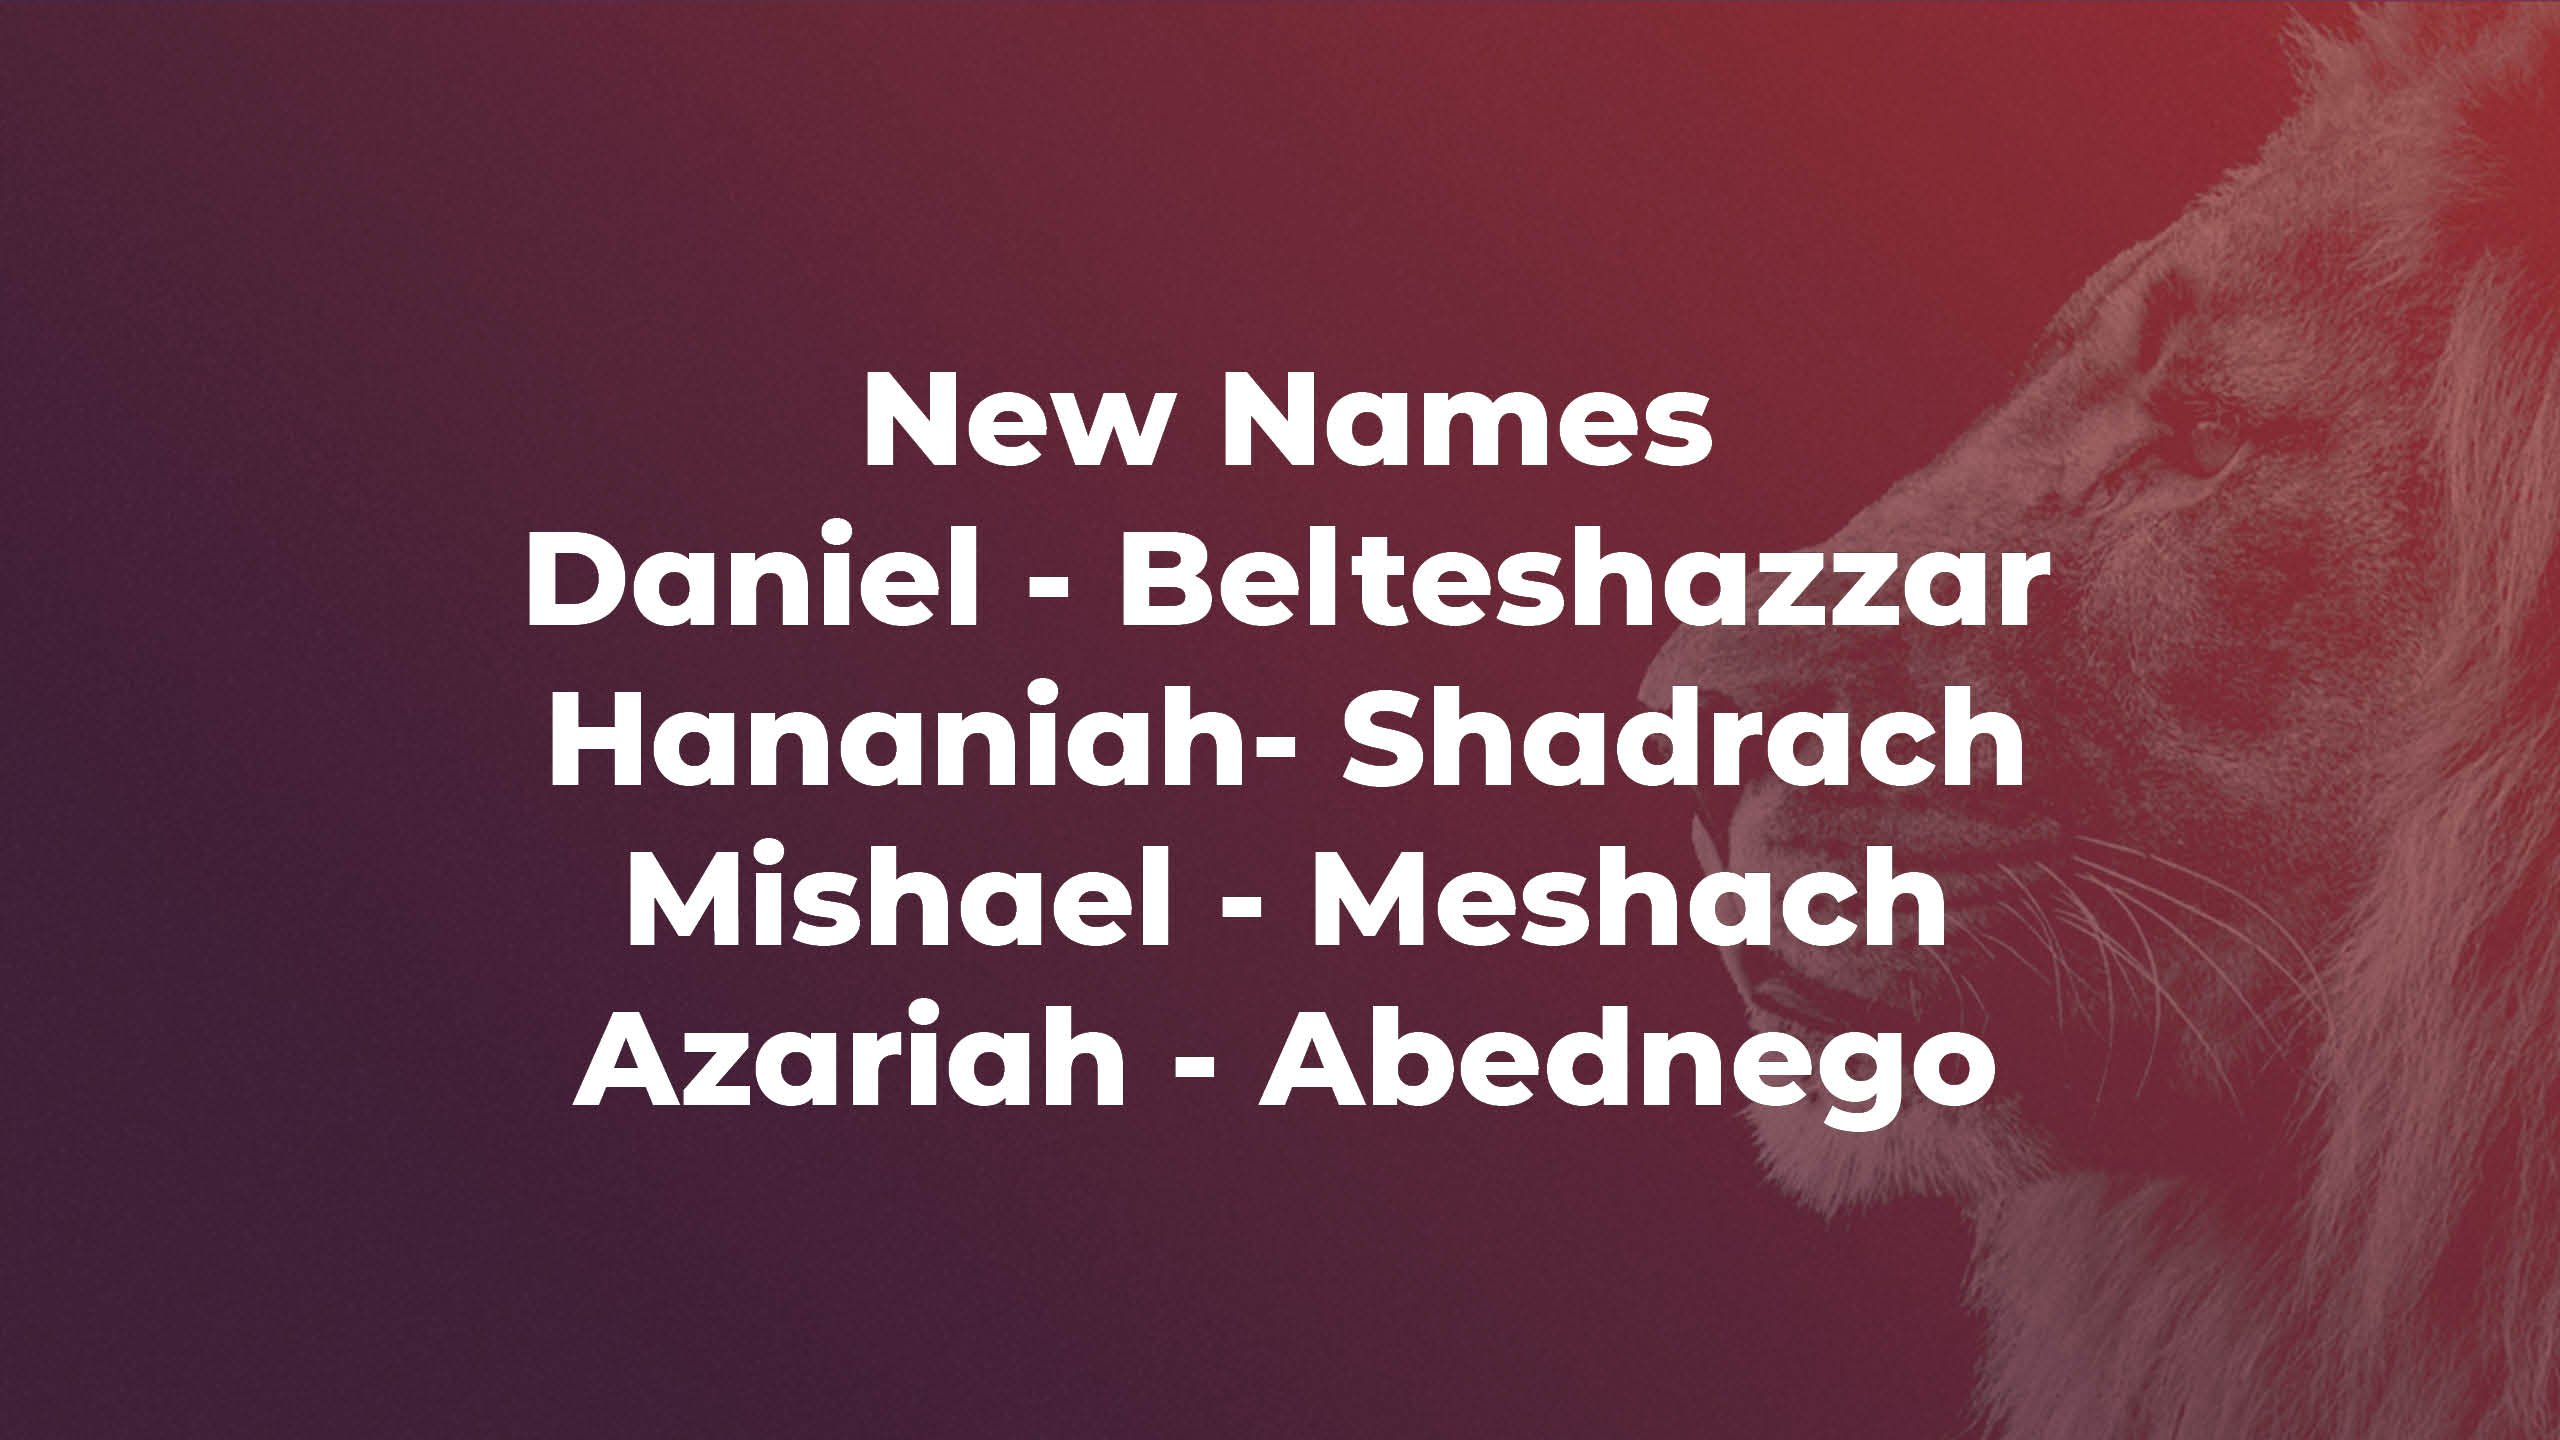 New Names
Daniel - Belteshazzar
Hananiah- Shadrach
Mishael - Meshach
Azariah - Abednego